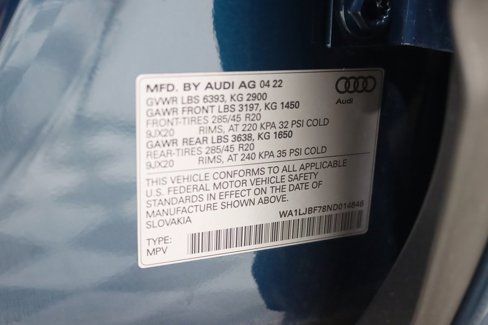 MFD. BY AUDI AG 04 22
GVWR LBS 6393, KG 2900
GAWR FRONT LBS 3197, KG 1450
FRONT-TIRES 285/45 R20
9JX20 RIMS, AT 220 KPA 32 PSI COLD
GAWR REAR LBS 3638, KG 1650
REAR-TIRES 285/45 R20
9JX20 RIMS, AT 240 KPA 35 PSI COLD
THIS VEHICLE CONFORMS TO ALL APPLICABLE
U.S. FEDERAL MOTOR VEHICLE SAFETY
STANDARDS IN EFFECT ON THE DATE OF
MANUFACTURE SHOWN ABOVE.
SLOVAKIA
WA1LJBF78ND014846
TYPE:
MPV
Audi